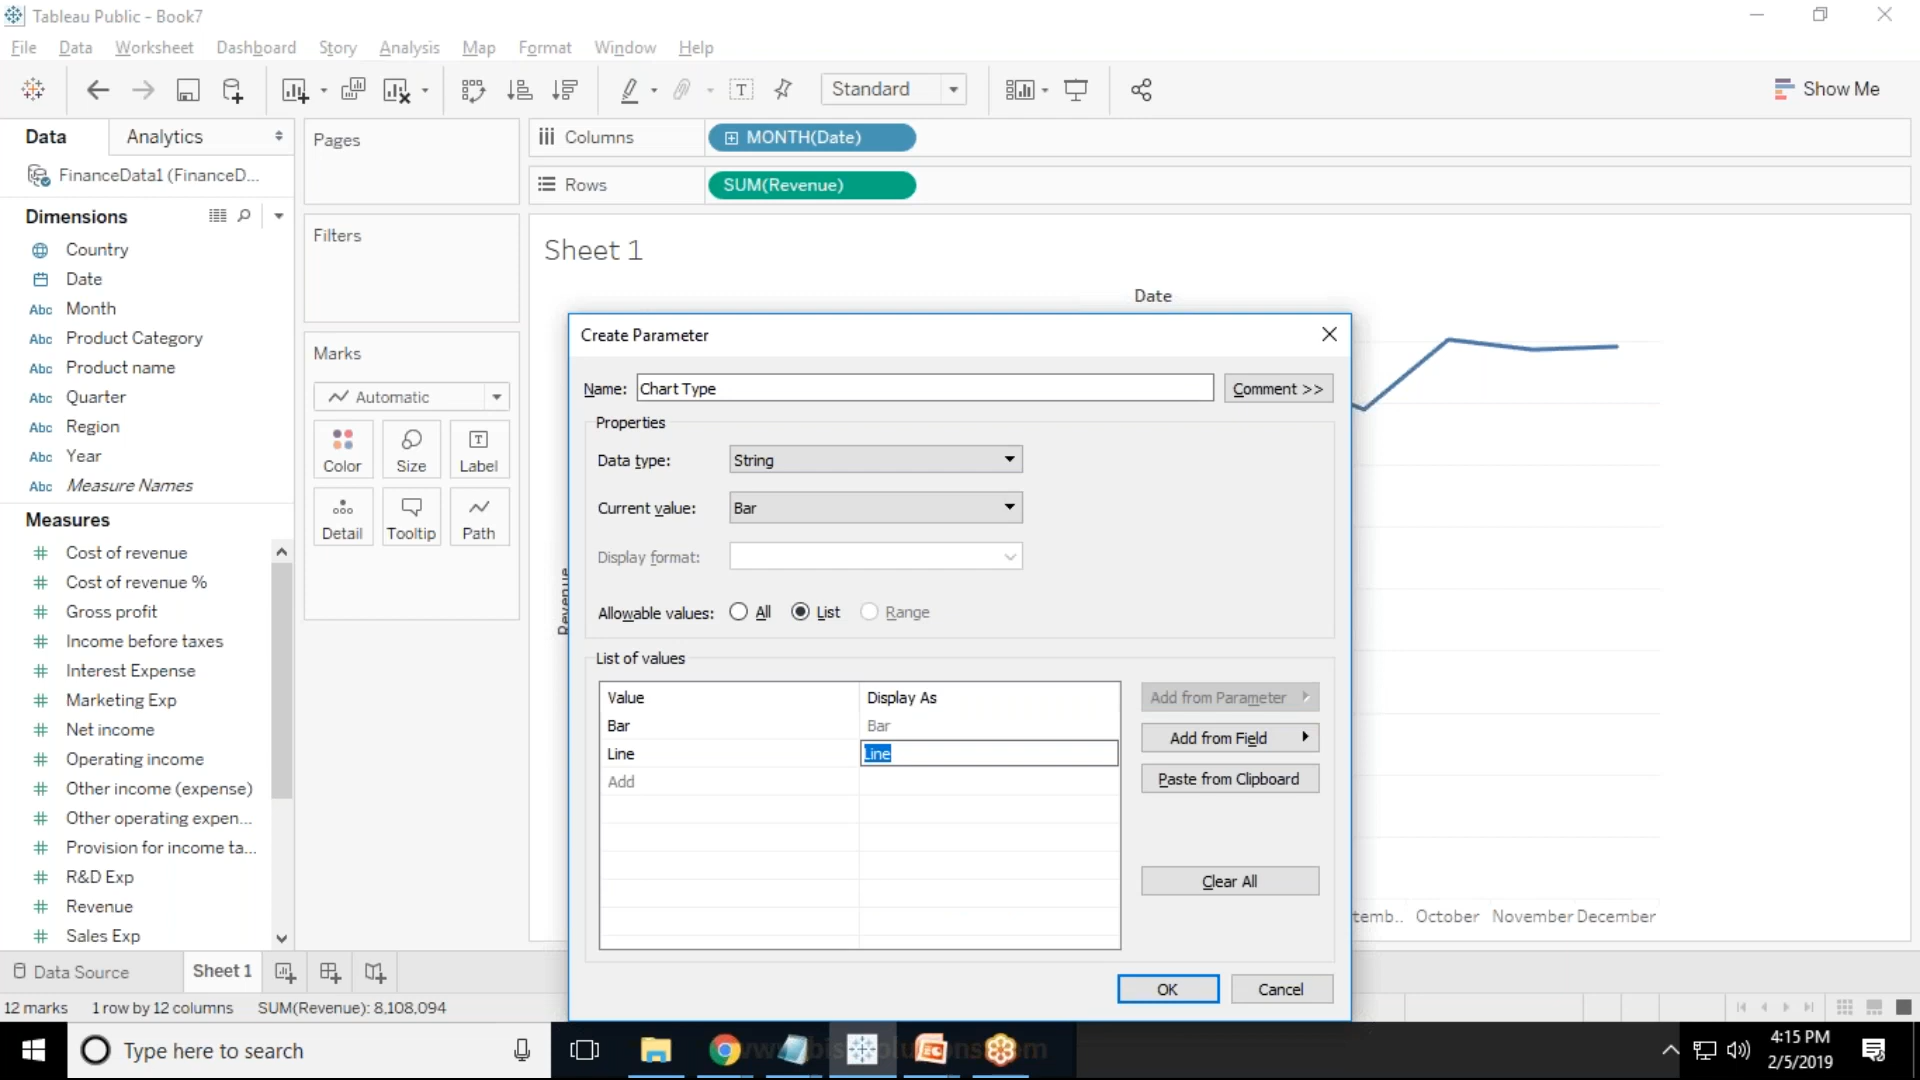 Tableau Public - Book7
File Data Worksheet Dashboard Story Analysis Map Format Window Help
Standard
Show Me
Data Analytics
FinanceData1 (FinanceD...
Dimensions
Country
Date
Abc Month
Abc Product Category
Abc Product name
Abc Quarter
Abc Region
Abc Year
Abc Measure Names
Measures
Cost of revenue
Cost of revenue %
Gross profit
Income before taxes
Interest Expense
Marketing Exp
Net income
Operating income
Other income (expense)
Other operating expen...
Provision for income ta...
R&D Exp
Revenue
Sales Exp
Pages
Filters
Marks
Automatic
Color Size Label
Detail Tooltip Path
Columns MONTH(Date)
Rows SUM(Revenue)
Sheet 1
Date
Revenue
Create Parameter
Name: Chart Type Comment >>
Properties
Data type: String
Current value: Bar
Display format:
Allowable values: All List Range
List of values
Value Display As
Bar Bar
Line Line
Add
Add from Parameter
Add from Field
Paste from Clipboard
Clear All
OK Cancel
temb.. October November December
Data Source Sheet 1
12 marks 1 row by 12 columns SUM(Revenue): 8,108,094
Type here to search
4:15 PM
2/5/2019